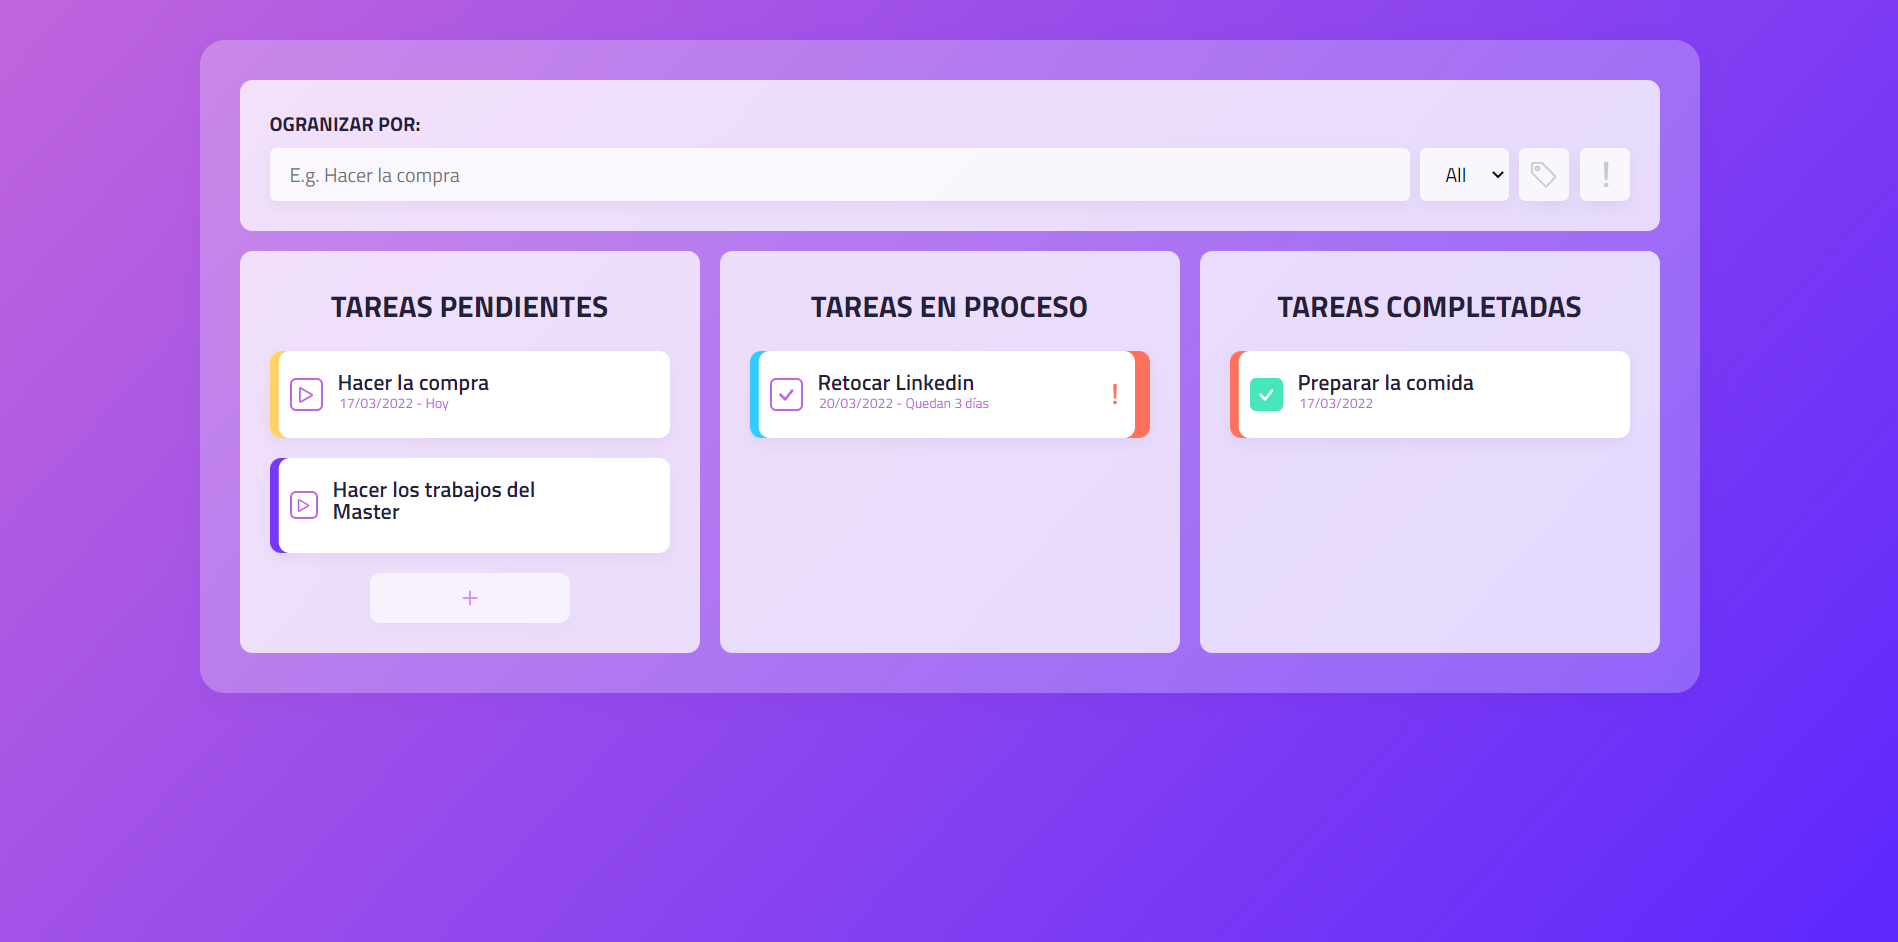 OGRANIZAR POR:
E.g. Hacer la compra
All
TAREAS PENDIENTES
Hacer la compra
17/03/2022 - Hoy
Hacer los trabajos del
Master
+
TAREAS EN PROCESO
Retocar Linkedin
20/03/2022 - Quedan 3 días
!
TAREAS COMPLETADAS
Preparar la comida
17/03/2022